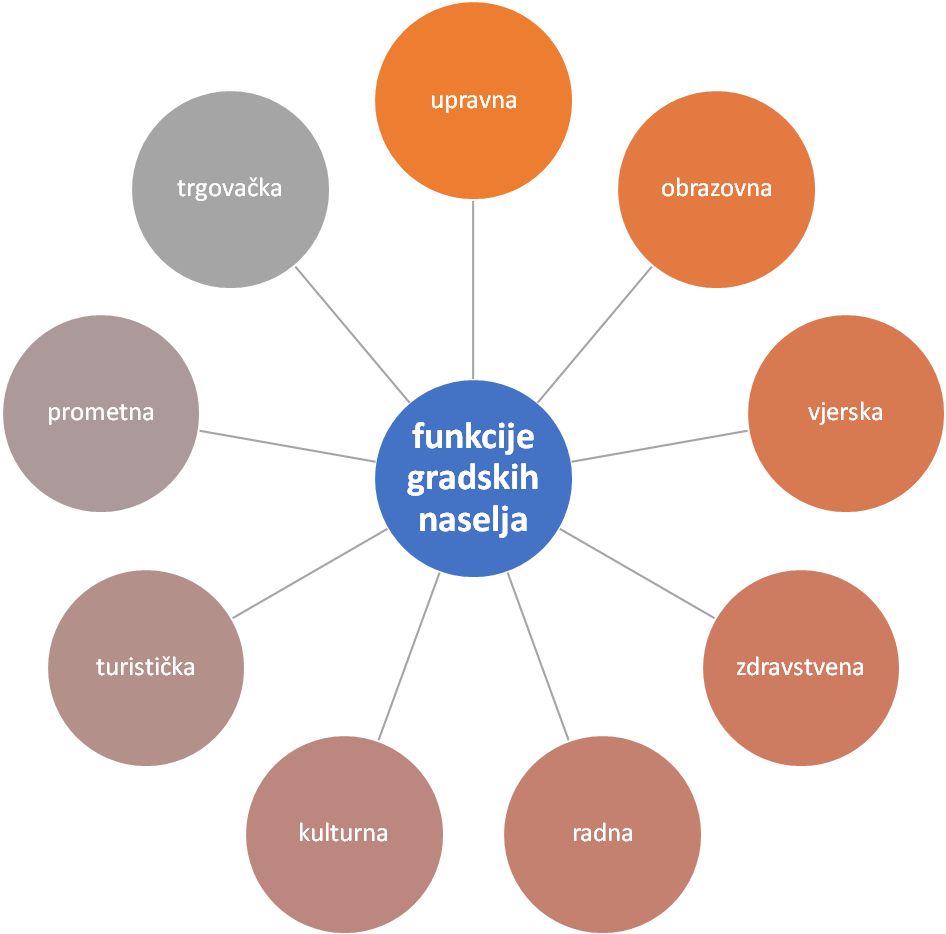 upravna
obrazovna
vjerska
zdravstvena
radna
kulturna
turistička
prometna
trgovačka
funkcije
gradskih
naselja